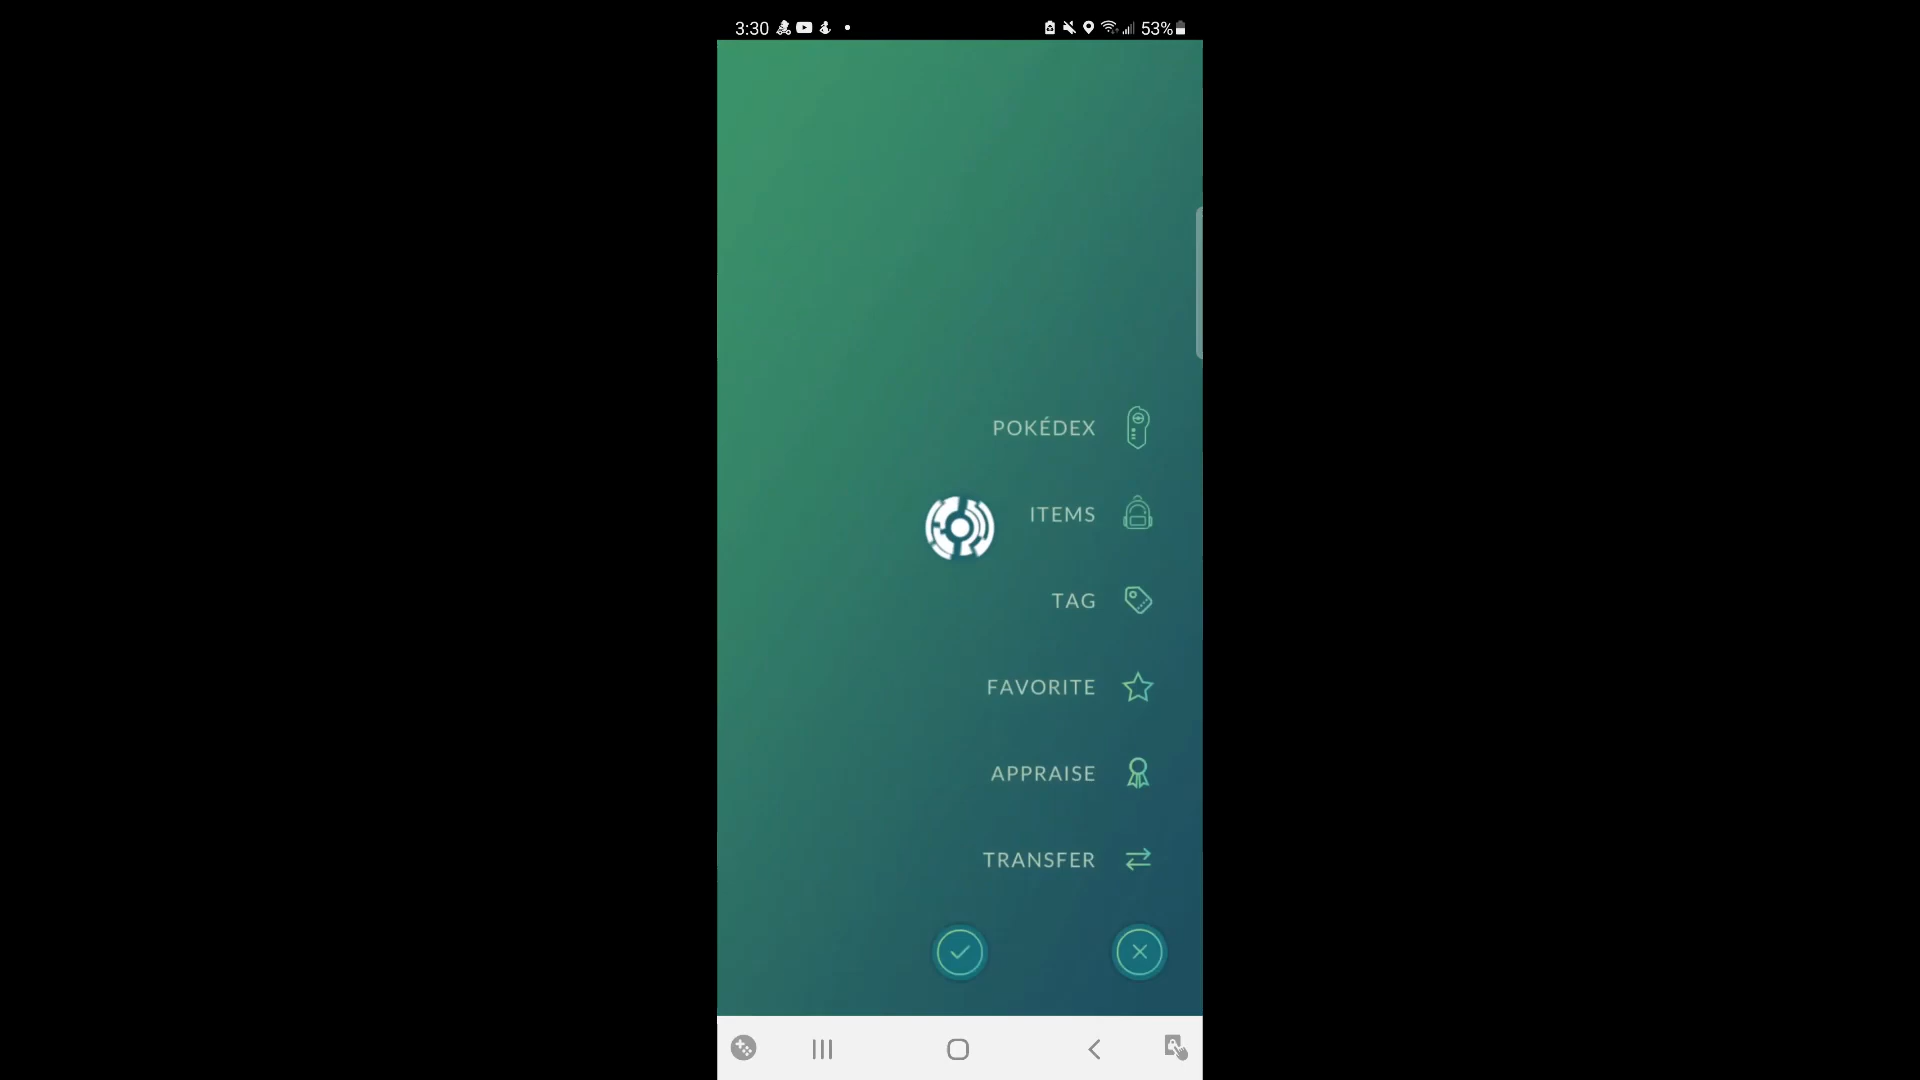 3:30
53%
POKÉDEX
ITEMS
TAG
FAVORITE
APPRAISE
TRANSFER